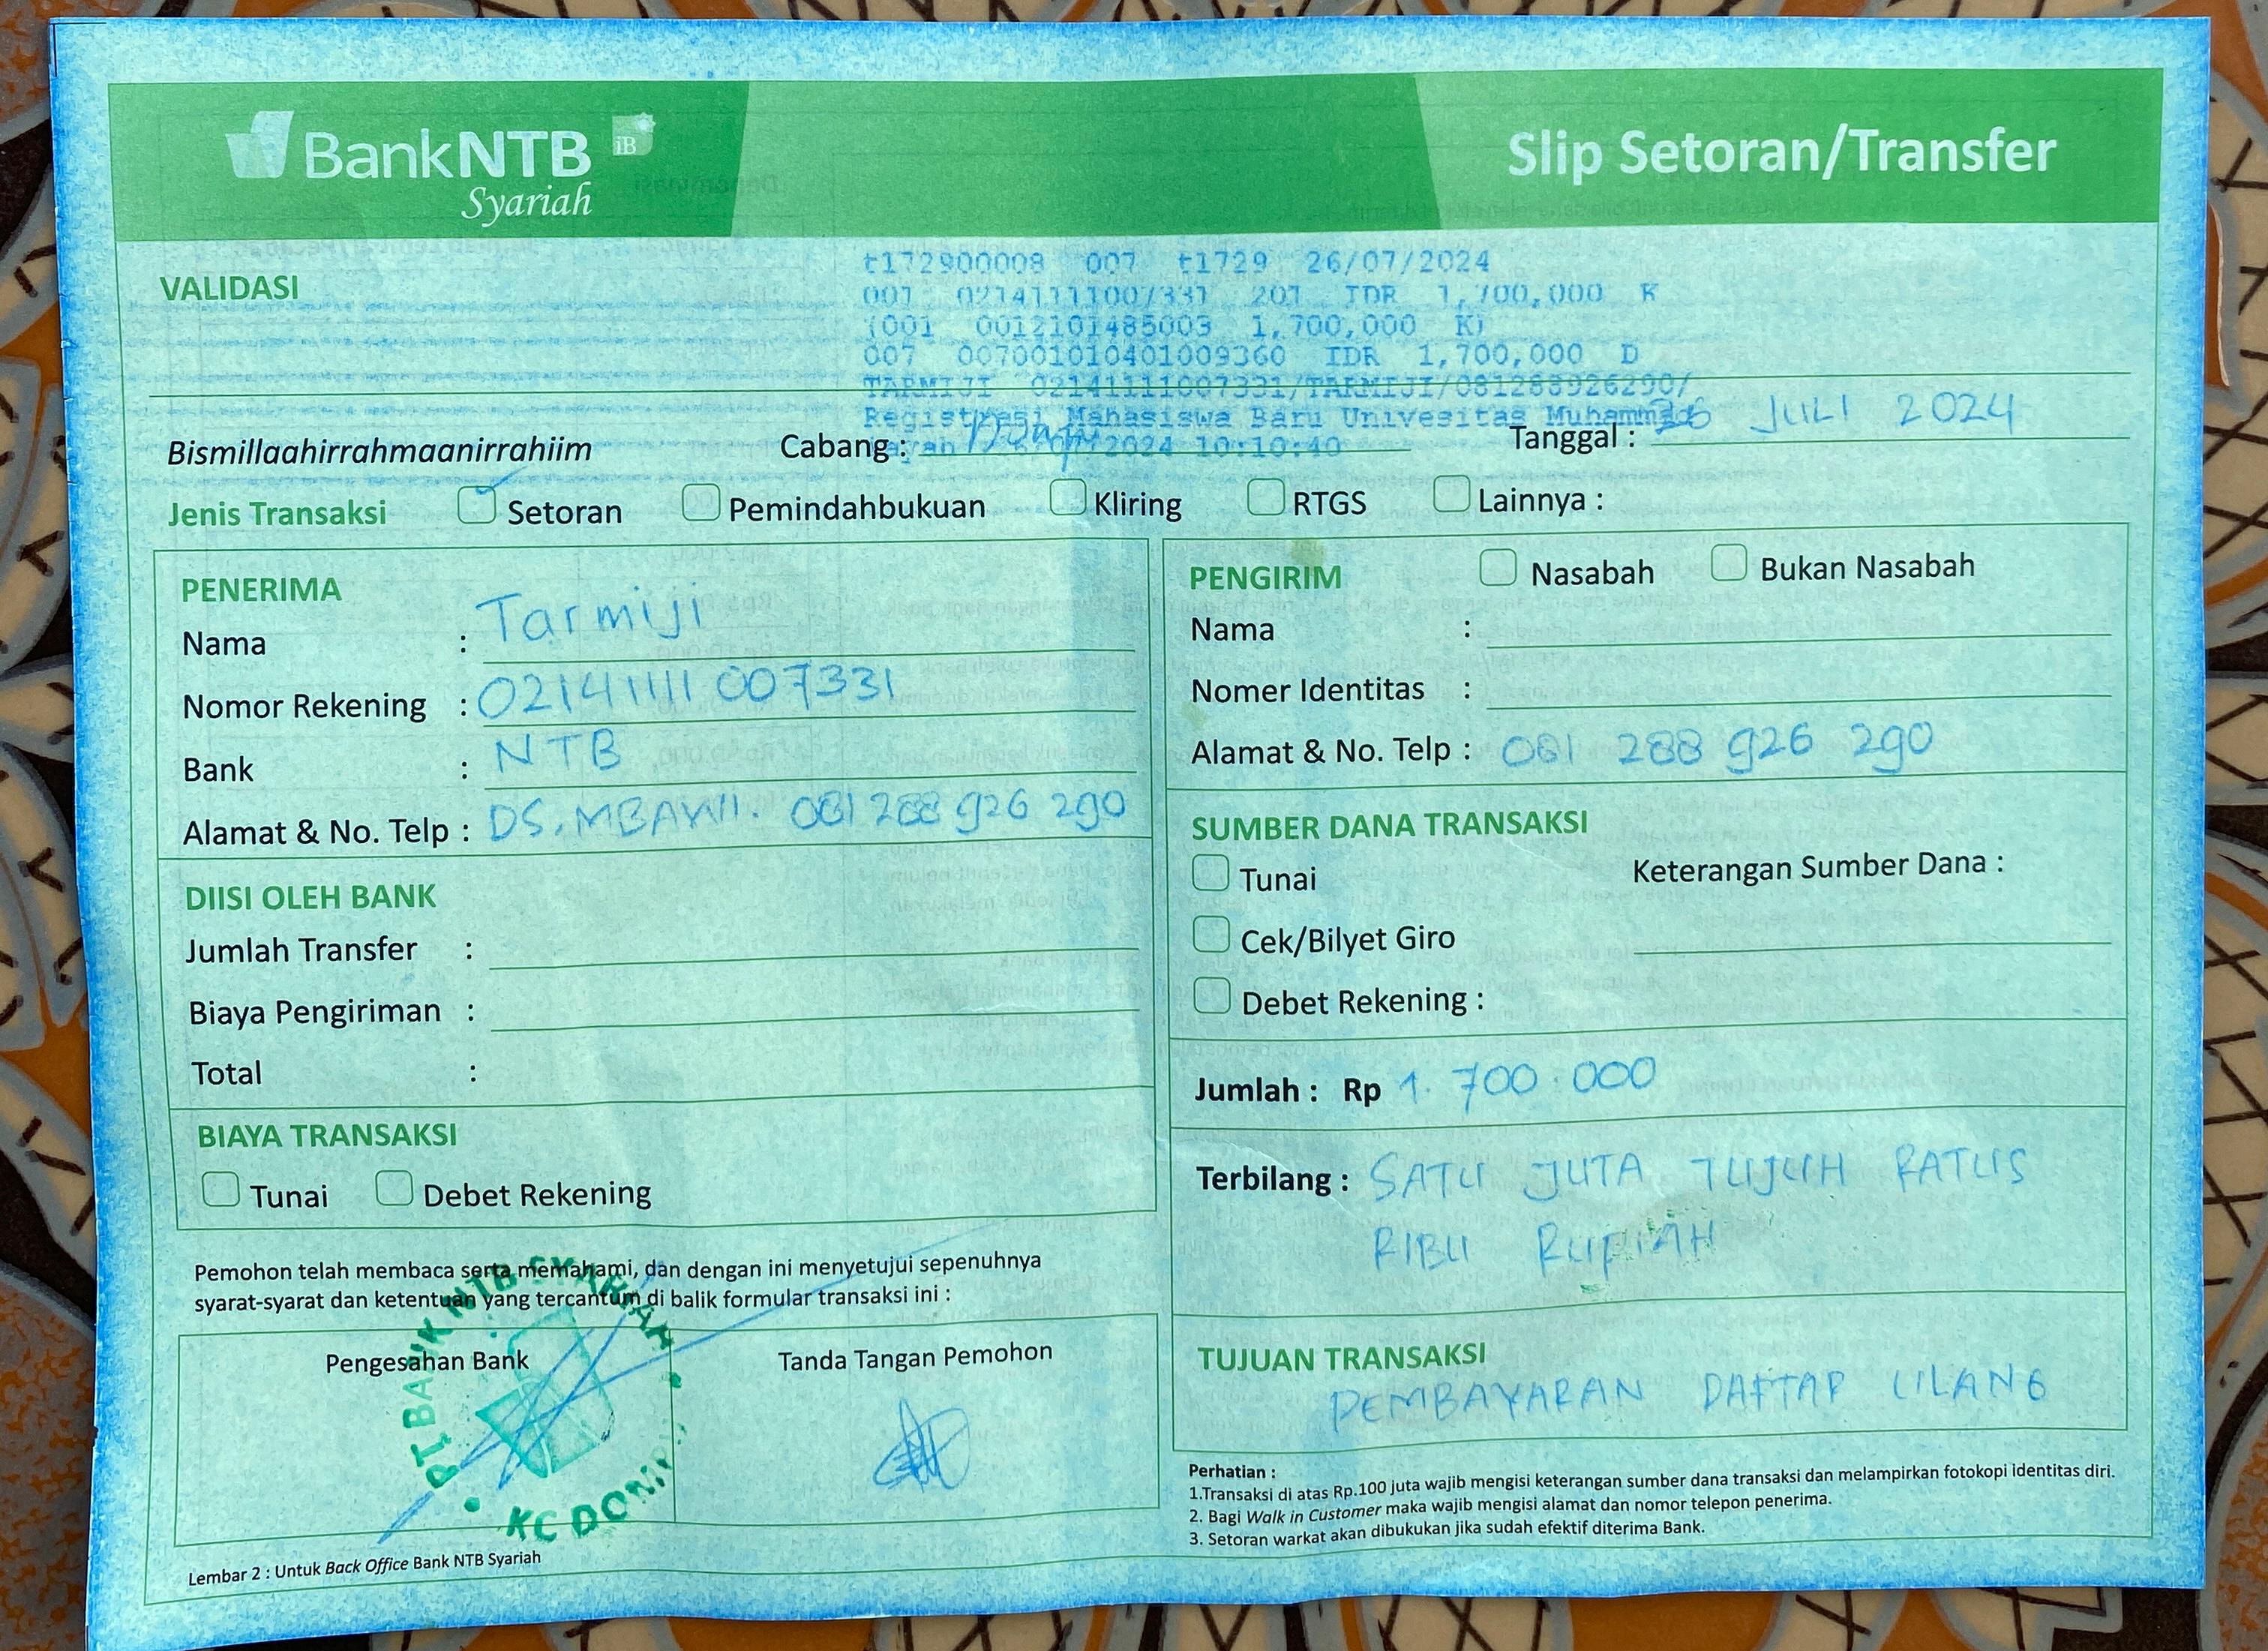 BankNTB iB
Syariah
Slip Setoran/Transfer
VALIDASI
t172900008 007 t1729 26/07/2024
001 02141111007331 201 IDR 1,700,000 K
(001 0012101485003 1,700,000 K)
007 007001010401009360 IDR 1,700,000 D
TARMIJI 02141111007331/TARMIJI/081288926290/
Registrasi Mahasiswa Baru Univesitas Muhammad
iyah 2024 10:10:40
Bismillaahirrahmaanirrahiim Cabang : Dompu Tanggal : 26 JULI 2024
Jenis Transaksi Setoran Pemindahbukuan Kliring RTGS Lainnya :
PENERIMA
Nama : Tarmiji
Nomor Rekening : 02141111 007331
Bank : NTB
Alamat & No. Telp : DS. MBAWI. 081 288 926 290
DIISI OLEH BANK
Jumlah Transfer :
Biaya Pengiriman :
Total :
BIAYA TRANSAKSI
Tunai Debet Rekening
Pemohon telah membaca serta memahami, dan dengan ini menyetujui sepenuhnya
syarat-syarat dan ketentuan yang tercantum di balik formular transaksi ini :
Pengesahan Bank Tanda Tangan Pemohon
PT. BANK NTB SYARIAH
KC DOMPU
Lembar 2 : Untuk Back Office Bank NTB Syariah
PENGIRIM Nasabah Bukan Nasabah
Nama :
Nomer Identitas :
Alamat & No. Telp : 081 288 926 290
SUMBER DANA TRANSAKSI
Tunai Keterangan Sumber Dana :
Cek/Bilyet Giro
Debet Rekening :
Jumlah : Rp 1.700.000
Terbilang : SATU JUTA TUJUH RATUS
RIBU RUPIAH
TUJUAN TRANSAKSI
PEMBAYARAN DAFTAR ULANG
Perhatian :
1.Transaksi di atas Rp.100 juta wajib mengisi keterangan sumber dana transaksi dan melampirkan fotokopi identitas diri.
2. Bagi Walk in Customer maka wajib mengisi alamat dan nomor telepon penerima.
3. Setoran warkat akan dibukukan jika sudah efektif diterima Bank.